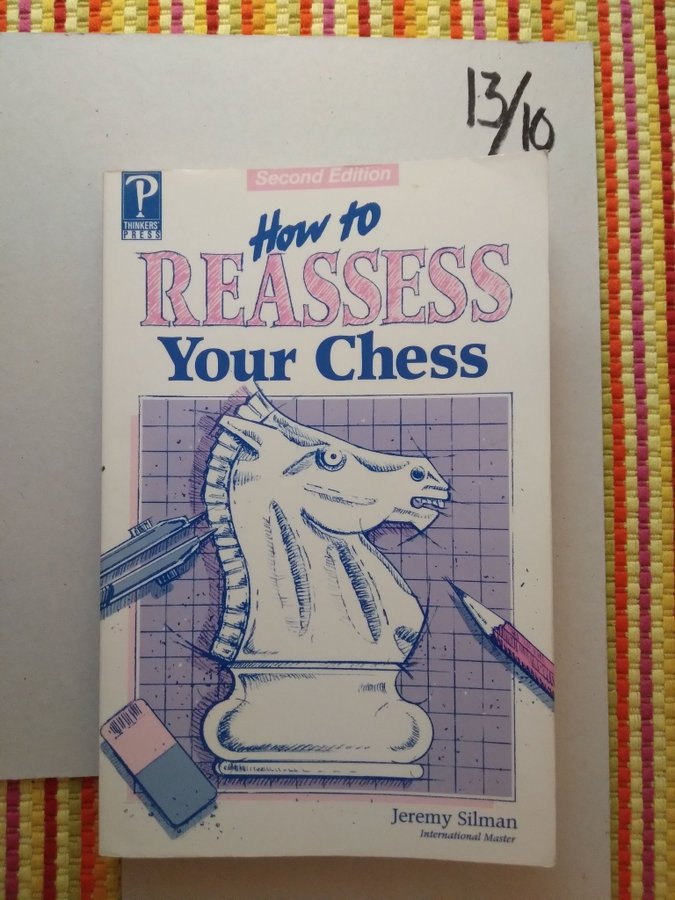 13/10
Second Edition
P
THINKERS'
PRESS
How to
REASSESS
Your Chess
Jeremy Silman
International Master